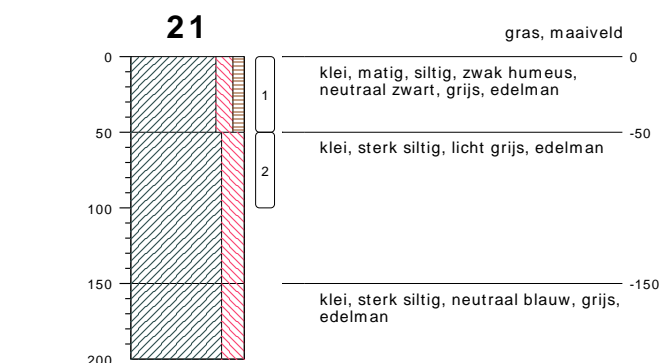 21
gras, maaiveld
0
0
klei, matig, siltig, zwak humeus,
neutraal zwart, grijs, edelman
1
50
-50
klei, sterk siltig, licht grijs, edelman
2
100
150
-150
klei, sterk siltig, neutraal blauw, grijs,
edelman
200